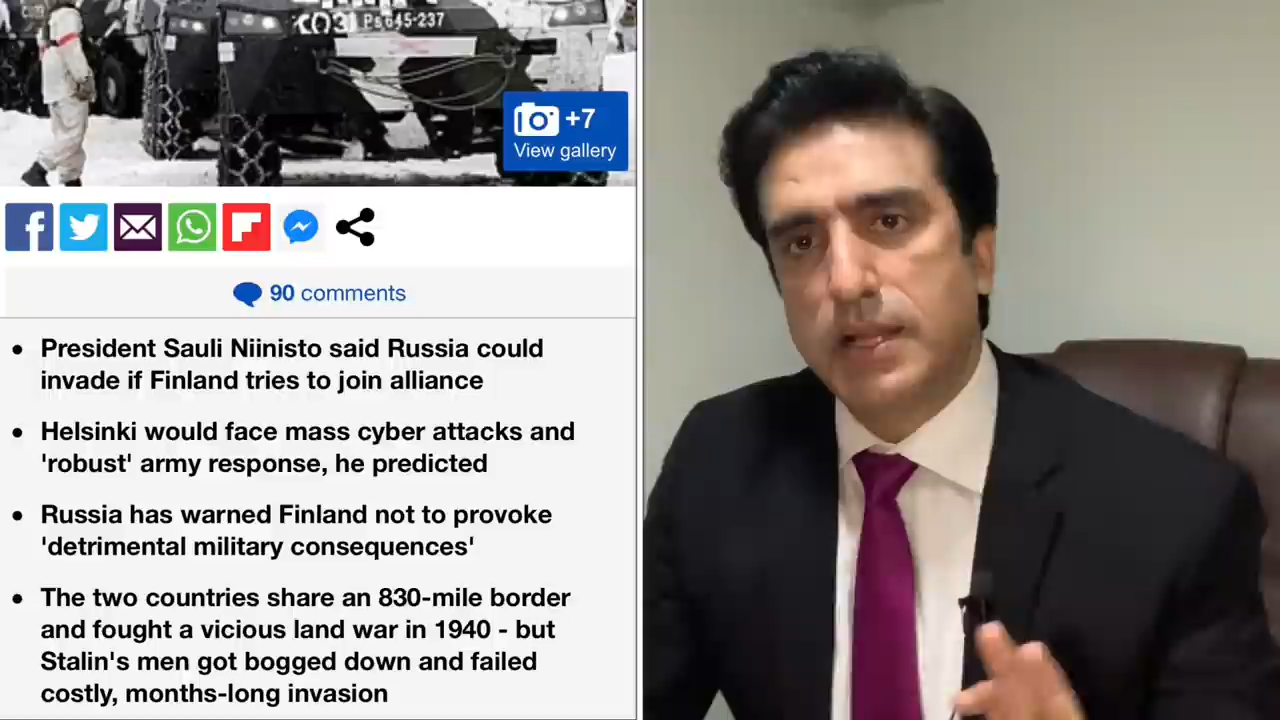 Ps 645-237
+7
View gallery
90 comments
President Sauli Niinisto said Russia could
invade if Finland tries to join alliance
Helsinki would face mass cyber attacks and
'robust' army response, he predicted
Russia has warned Finland not to provoke
'detrimental military consequences'
The two countries share an 830-mile border
and fought a vicious land war in 1940 - but
Stalin's men got bogged down and failed
costly, months-long invasion